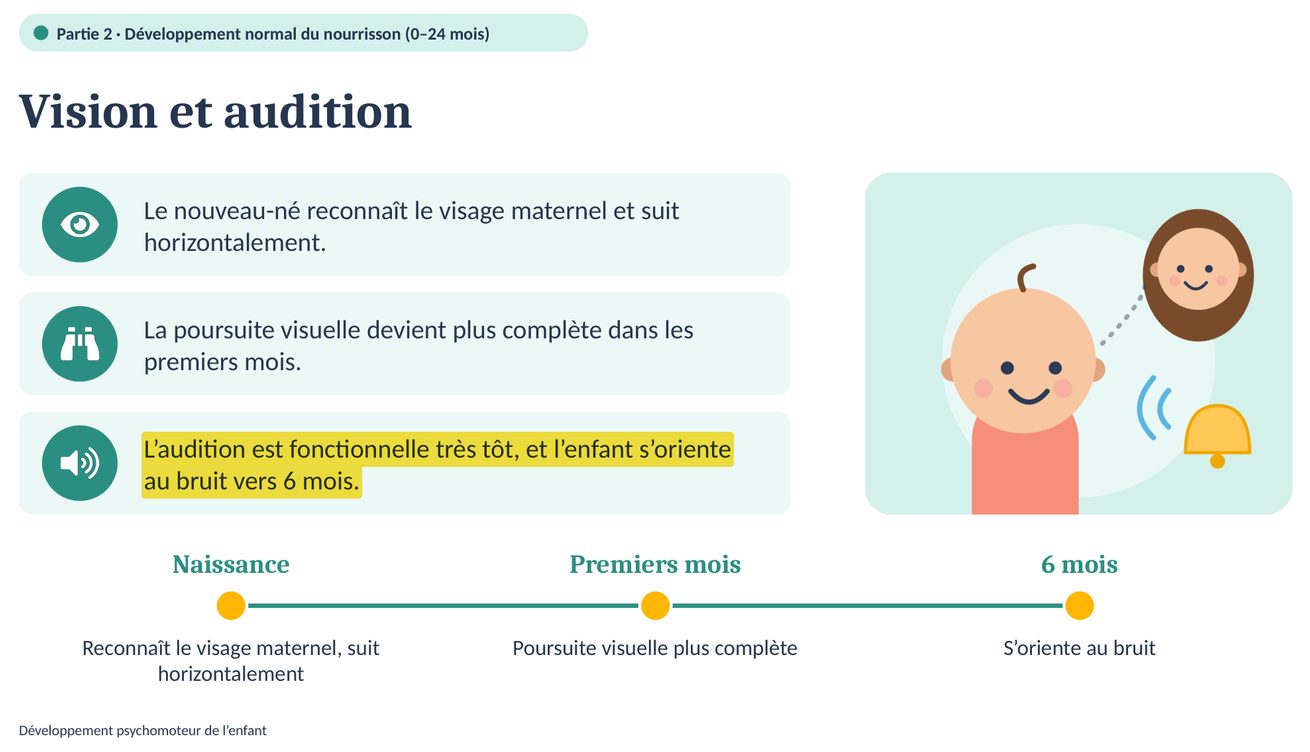 Partie 2 · Développement normal du nourrisson (0–24 mois)
Vision et audition
Le nouveau-né reconnaît le visage maternel et suit
horizontalement.
La poursuite visuelle devient plus complète dans les
premiers mois.
L’audition est fonctionnelle très tôt, et l’enfant s’oriente
au bruit vers 6 mois.
Naissance
Premiers mois
6 mois
Reconnaît le visage maternel, suit
horizontalement
Poursuite visuelle plus complète
S’oriente au bruit
Développement psychomoteur de l’enfant